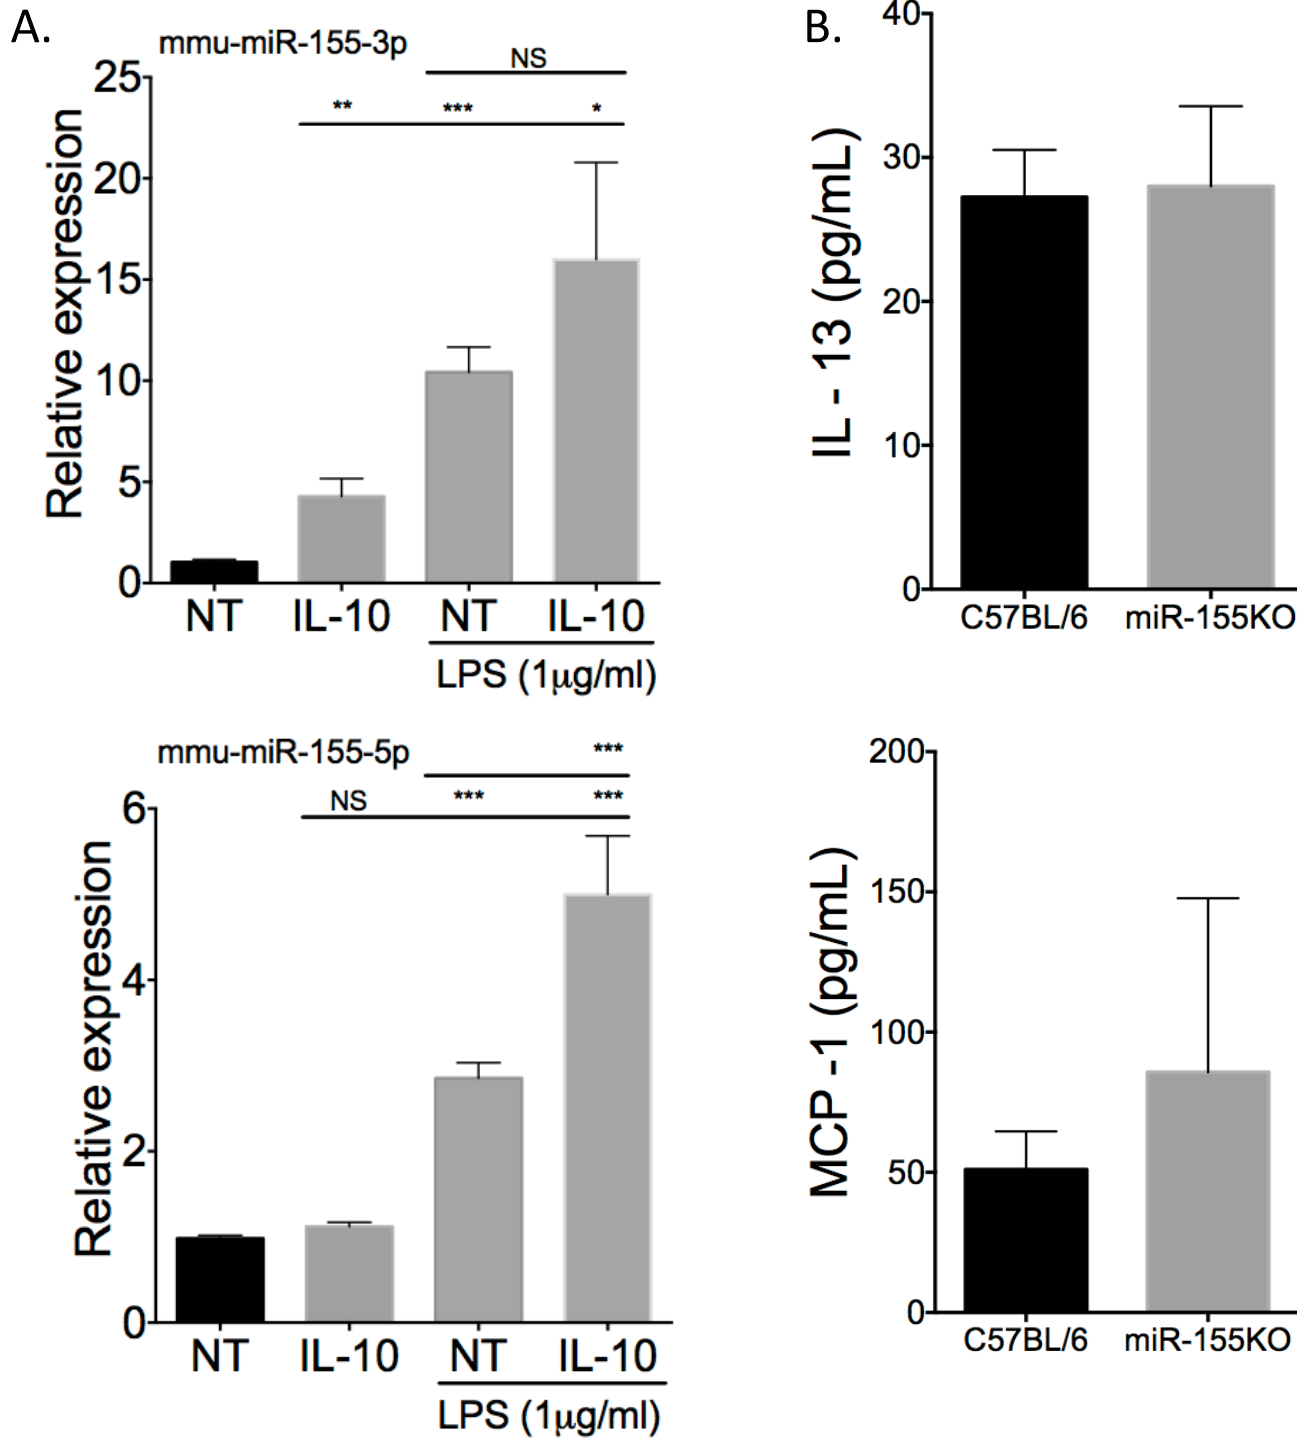 A.
mmu-miR-155-3p
NS
** *** *
Relative expression
25
20
15
10
5
0
NT IL-10 NT IL-10
LPS (1μg/ml)
mmu-miR-155-5p
***
NS *** ***
Relative expression
6
4
2
0
NT IL-10 NT IL-10
LPS (1μg/ml)
B.
IL - 13 (pg/mL)
40
30
20
10
0
C57BL/6 miR-155KO
MCP -1 (pg/mL)
200
150
100
50
0
C57BL/6 miR-155KO